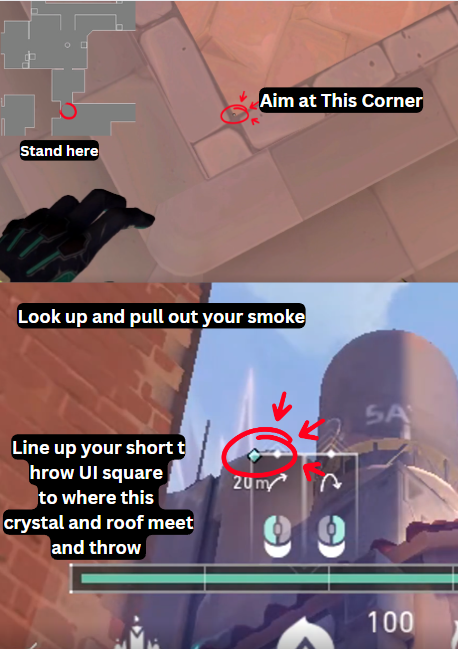 Aim at This Corner
Stand here
Look up and pull out your smoke
Line up your short t
hrow UI square
to where this
crystal and roof meet
and throw
SA
20m
100